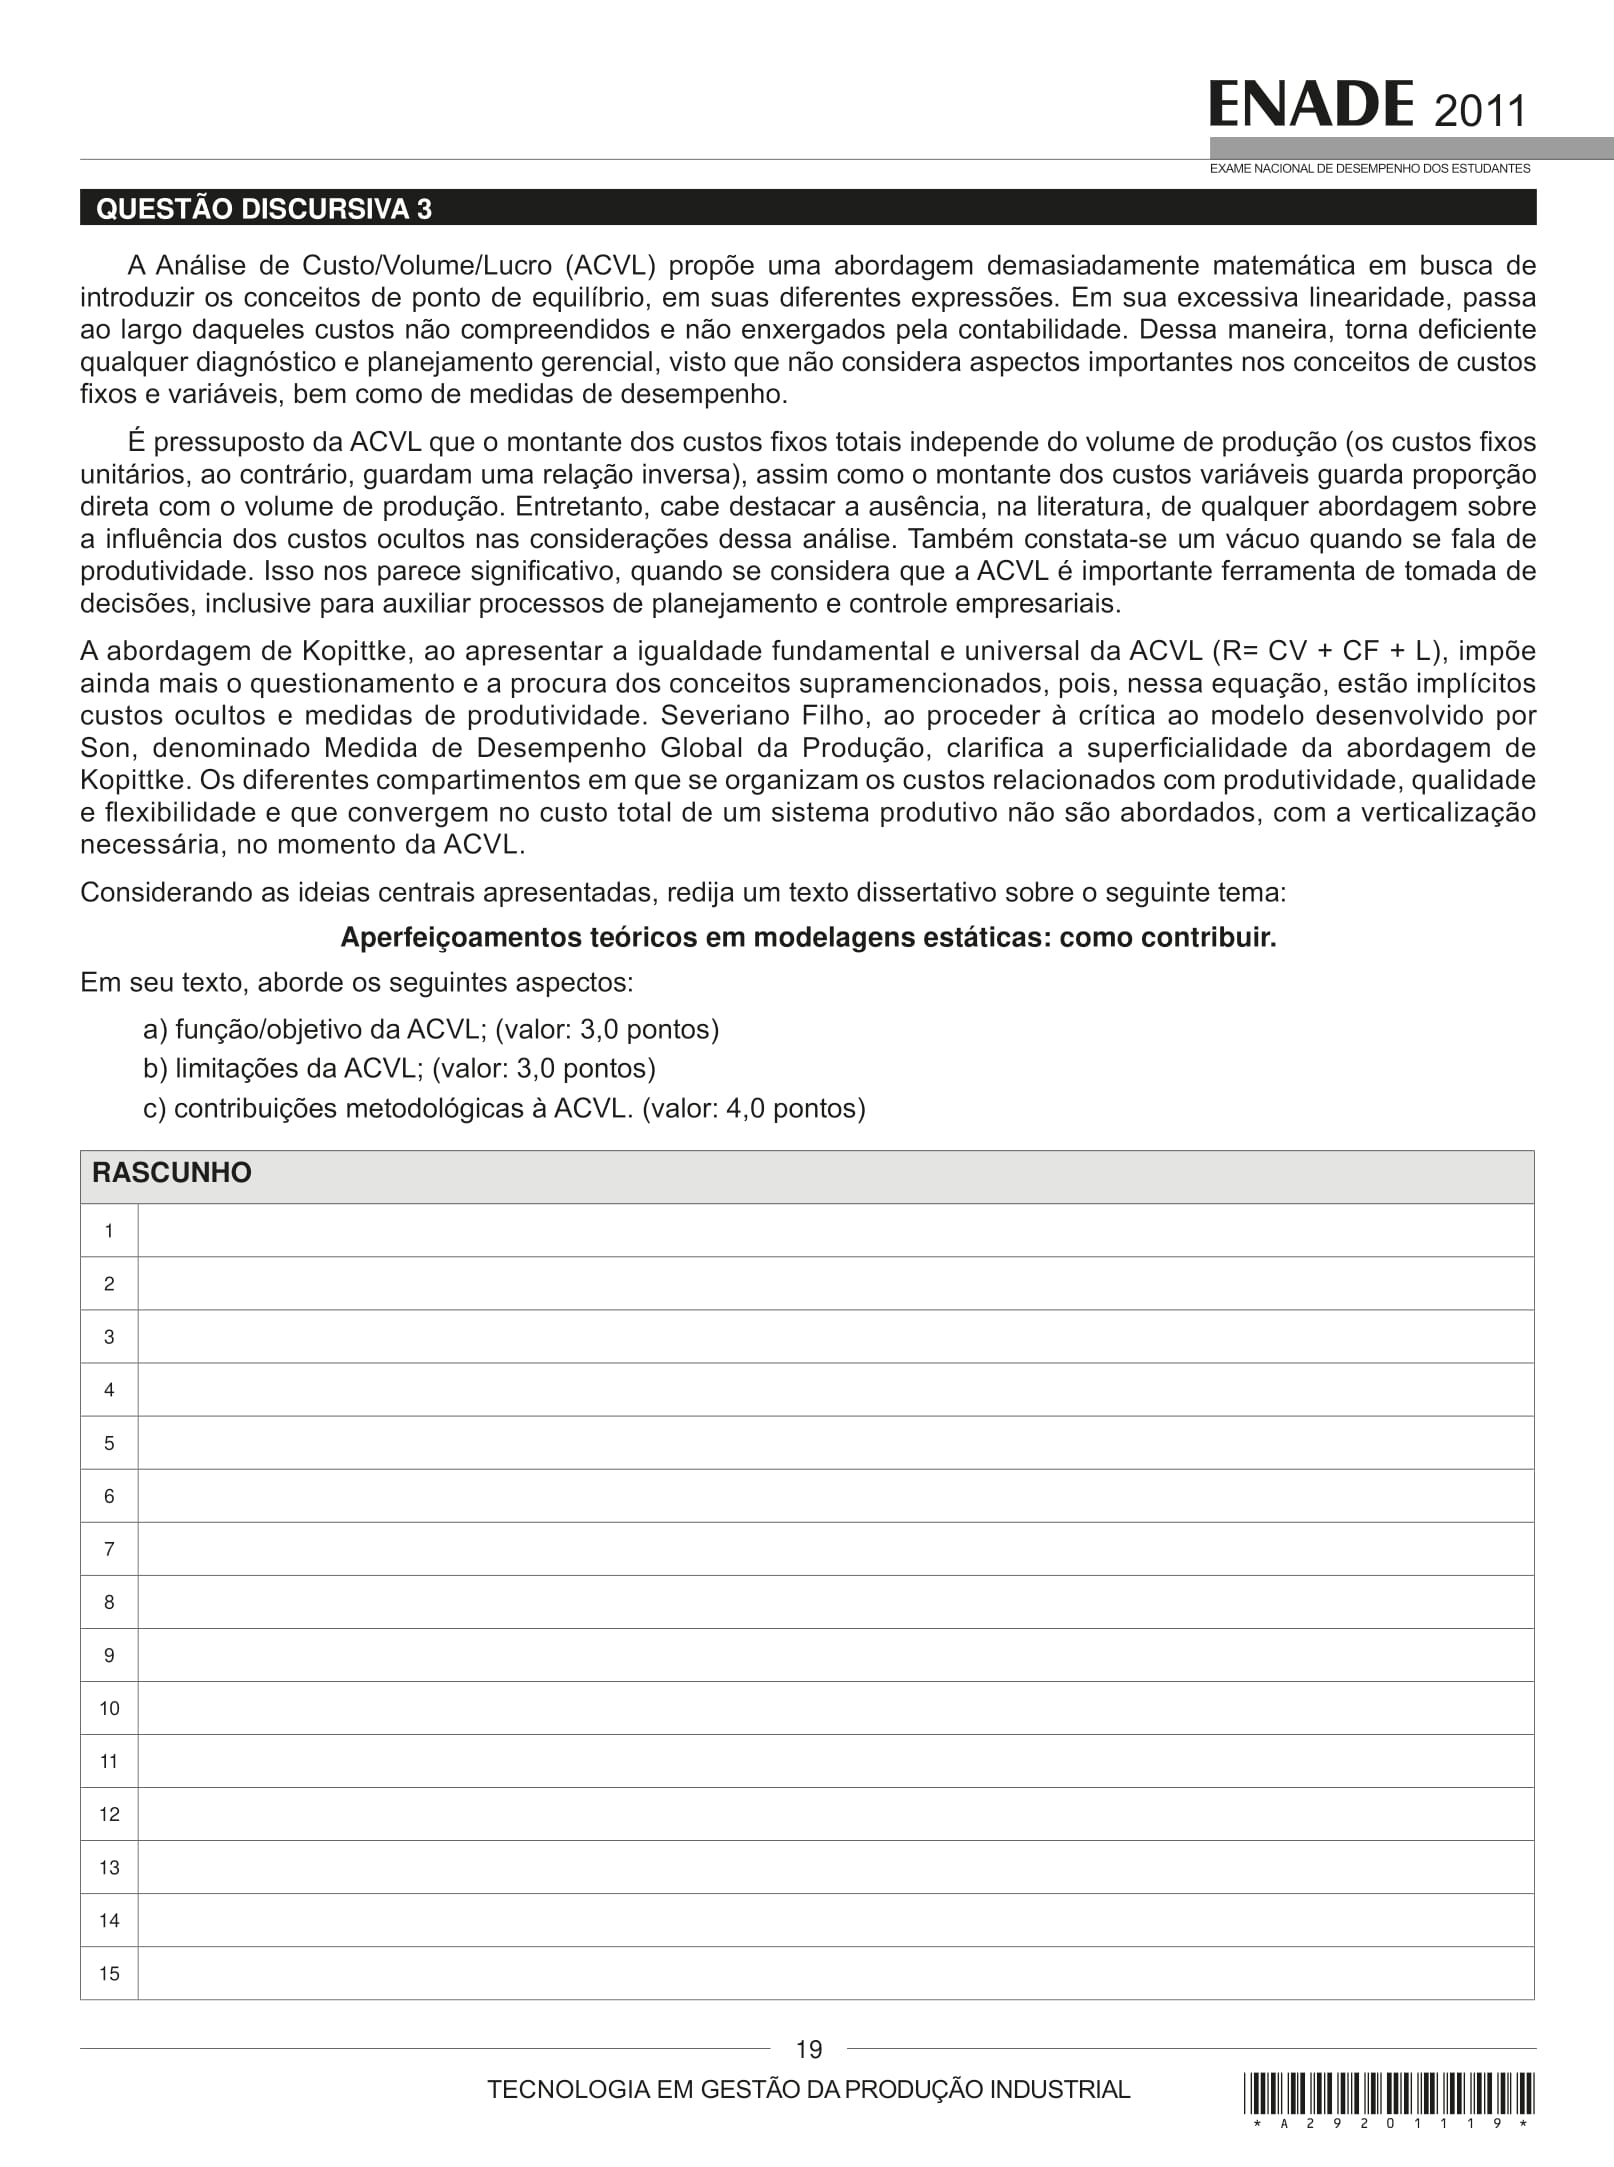 ENADE 2011
EXAME NACIONAL DE DESEMPENHO DOS ESTUDANTES
QUESTÃO DISCURSIVA 3
A Análise de Custo/Volume/Lucro (ACVL) propõe uma abordagem demasiadamente matemática em busca de
introduzir os conceitos de ponto de equilíbrio, em suas diferentes expressões. Em sua excessiva linearidade, passa
ao largo daqueles custos não compreendidos e não enxergados pela contabilidade. Dessa maneira, torna deficiente
qualquer diagnóstico e planejamento gerencial, visto que não considera aspectos importantes nos conceitos de custos
fixos e variáveis, bem como de medidas de desempenho.
É pressuposto da ACVL que o montante dos custos fixos totais independe do volume de produção (os custos fixos
unitários, ao contrário, guardam uma relação inversa), assim como o montante dos custos variáveis guarda proporção
direta com o volume de produção. Entretanto, cabe destacar a ausência, na literatura, de qualquer abordagem sobre
a influência dos custos ocultos nas considerações dessa análise. Também constata-se um vácuo quando se fala de
produtividade. Isso nos parece significativo, quando se considera que a ACVL é importante ferramenta de tomada de
decisões, inclusive para auxiliar processos de planejamento e controle empresariais.
A abordagem de Kopittke, ao apresentar a igualdade fundamental e universal da ACVL (R= CV + CF + L), impõe
ainda mais o questionamento e a procura dos conceitos supramencionados, pois, nessa equação, estão implícitos
custos ocultos e medidas de produtividade. Severiano Filho, ao proceder à crítica ao modelo desenvolvido por
Son, denominado Medida de Desempenho Global da Produção, clarifica a superficialidade da abordagem de
Kopittke. Os diferentes compartimentos em que se organizam os custos relacionados com produtividade, qualidade
e flexibilidade e que convergem no custo total de um sistema produtivo não são abordados, com a verticalização
necessária, no momento da ACVL.
Considerando as ideias centrais apresentadas, redija um texto dissertativo sobre o seguinte tema:
Aperfeiçoamentos teóricos em modelagens estáticas: como contribuir.
Em seu texto, aborde os seguintes aspectos:
a) função/objetivo da ACVL; (valor: 3,0 pontos)
b) limitações da ACVL; (valor: 3,0 pontos)
c) contribuições metodológicas à ACVL. (valor: 4,0 pontos)
RASCUNHO
1
2
3
4
5
6
7
8
9
10
11
12
13
14
15
19
TECNOLOGIA EM GESTÃO DA PRODUÇÃO INDUSTRIAL
* A 2 9 2 0 1 1 1 9 *